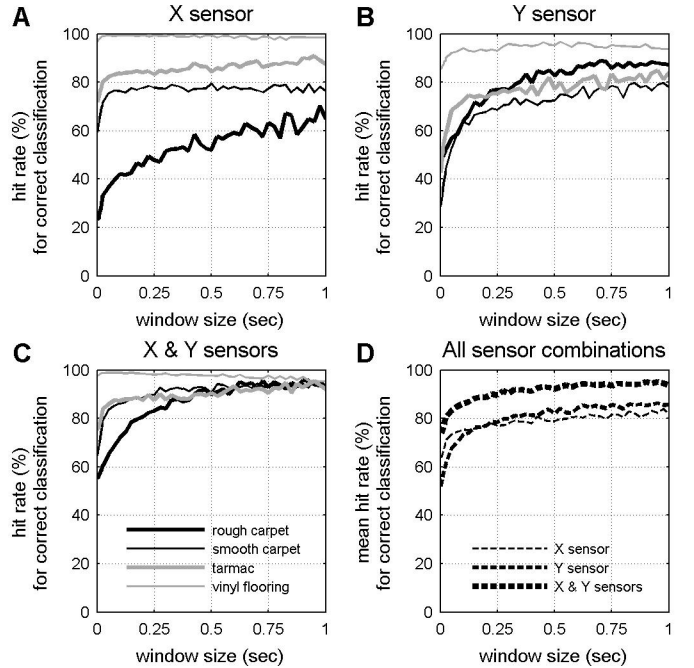 A X sensor
hit rate (%)
for correct classification
100
80
60
40
20
0
0 0.25 0.5 0.75 1
window size (sec)
B Y sensor
hit rate (%)
for correct classification
100
80
60
40
20
0
0 0.25 0.5 0.75 1
window size (sec)
C X & Y sensors
hit rate (%)
for correct classification
100
80
60
40
20
0
rough carpet
smooth carpet
tarmac
vinyl flooring
0 0.25 0.5 0.75 1
window size (sec)
D All sensor combinations
mean hit rate (%)
for correct classification
100
80
60
40
20
0
X sensor
Y sensor
X & Y sensors
0 0.25 0.5 0.75 1
window size (sec)